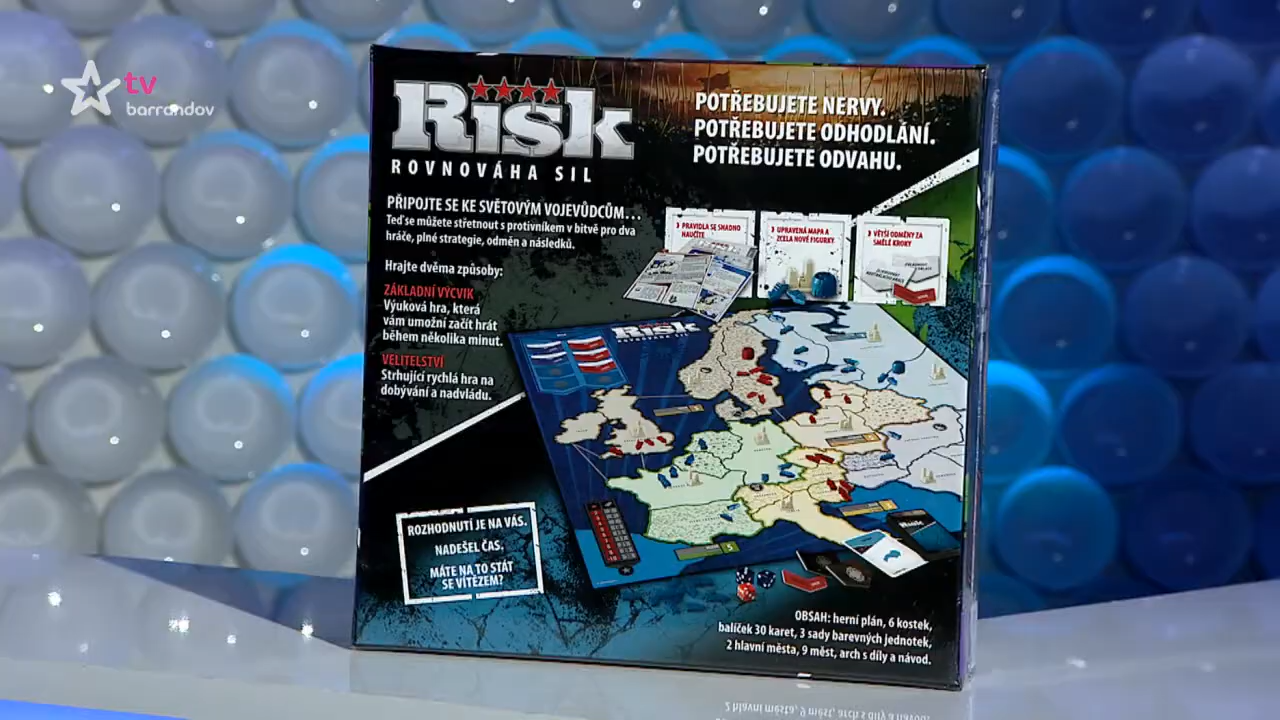 tv
barrandov
RISK
ROVNOVÁHA SIL
POTŘEBUJETE NERVY.
POTŘEBUJETE ODHODLÁNÍ.
POTŘEBUJETE ODVAHU.
PŘIPOJTE SE KE SVĚTOVÝM VOJEVŮDCŮM...
Teď se můžete střetnout s protivníkem v bitvě pro dva
hráče, plné strategie, odměn a následků.
Hrajte dvěma způsoby:
ZÁKLADNÍ VÝCVIK
Výuková hra, která
vám umožní začít hrát
během několika minut.
VELITELSTVÍ
Strhující rychlá hra na
dobývání a nadvládu.
PRAVIDLA SE SNADNO
NAUČÍTE
UPRAVENÁ MAPA A
ZCELA NOVÉ FIGURKY
VĚTŠÍ ODMĚNY ZA
SMĚLÉ KROKY
RISK
ROVNOVÁHA SIL
Risk
ROZHODNUTÍ JE NA VÁS.
NADEŠEL ČAS.
MÁTE NA TO STÁT
SE VÍTĚZEM?
OBSAH: herní plán, 6 kostek,
balíček 30 karet, 3 sady barevných jednotek,
2 hlavní města, 9 měst, arch s díly a návod.